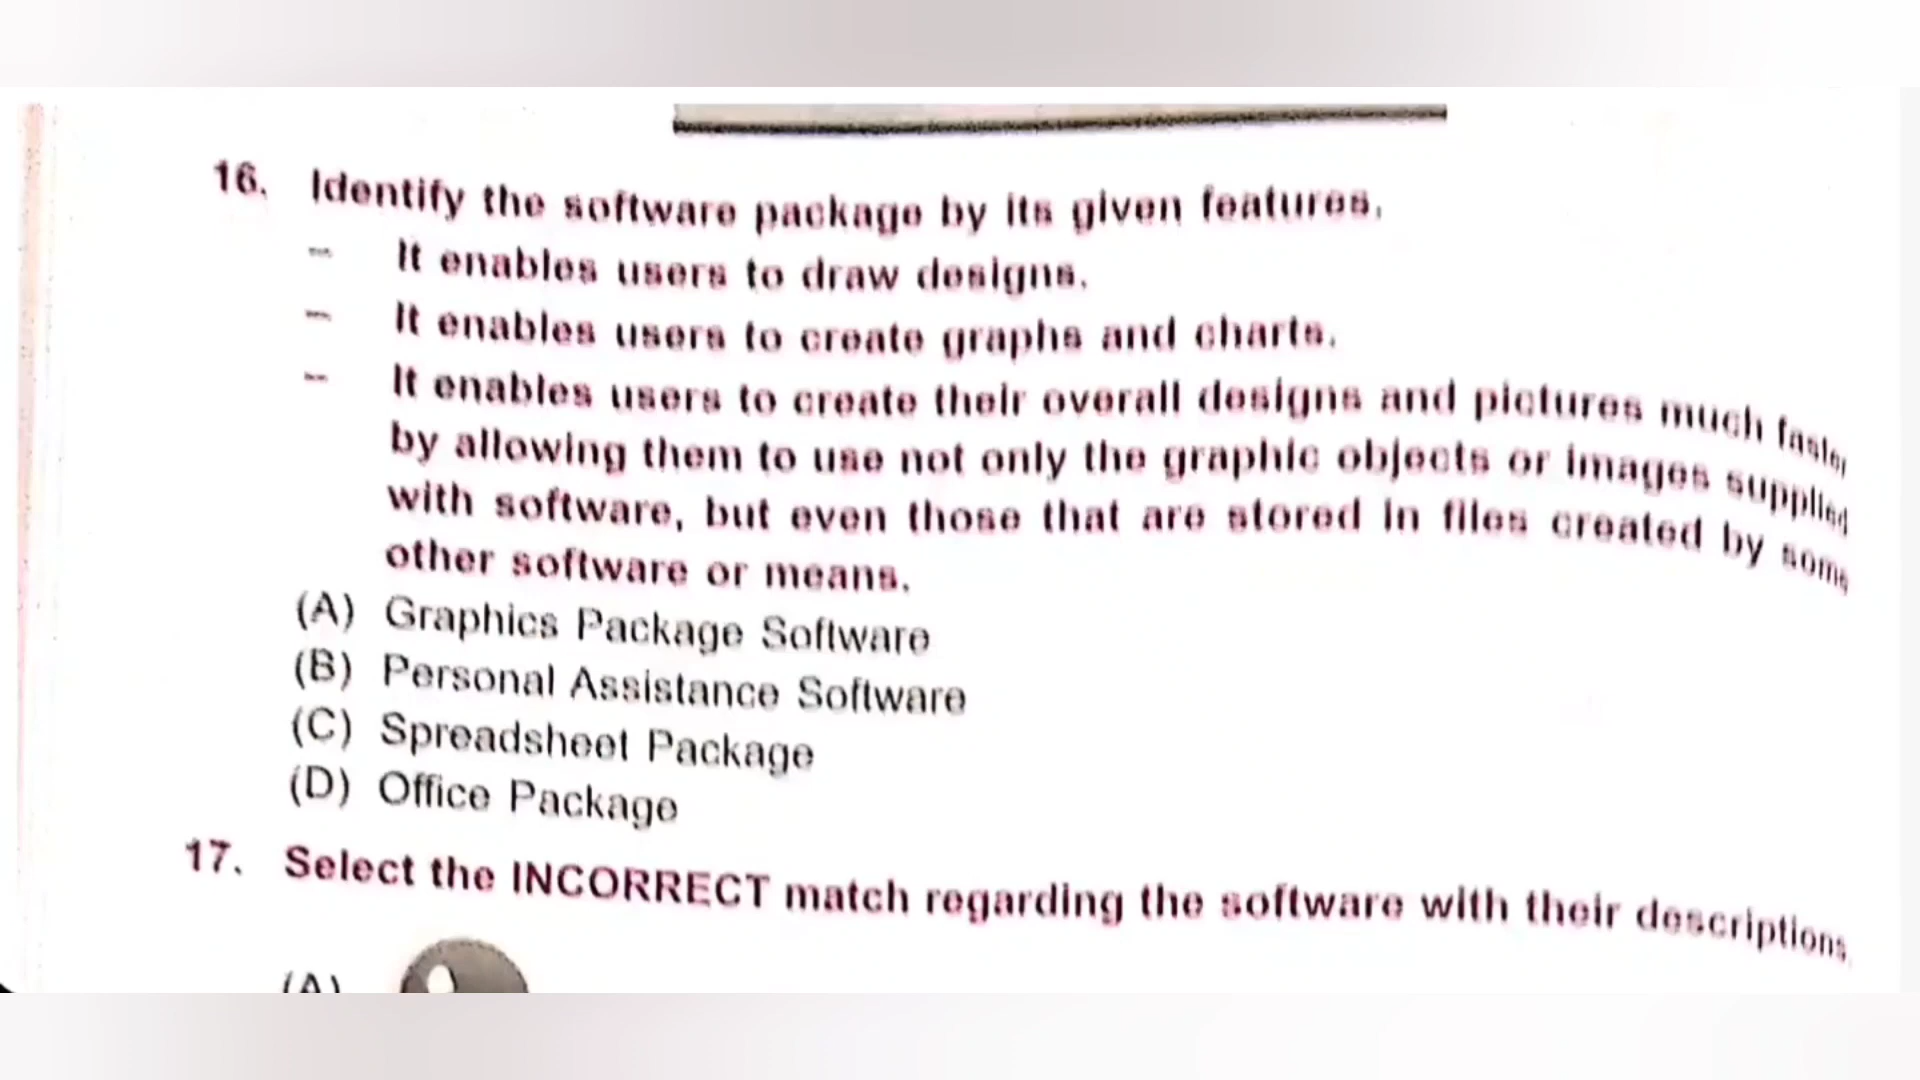 16. Identify the software package by its given features.
– It enables users to draw designs.
– It enables users to create graphs and charts.
– It enables users to create their overall designs and pictures much faster
by allowing them to use not only the graphic objects or images supplied
with software, but even those that are stored in files created by some
other software or means.
(A) Graphics Package Software
(B) Personal Assistance Software
(C) Spreadsheet Package
(D) Office Package
17. Select the INCORRECT match regarding the software with their descriptions.
(A)